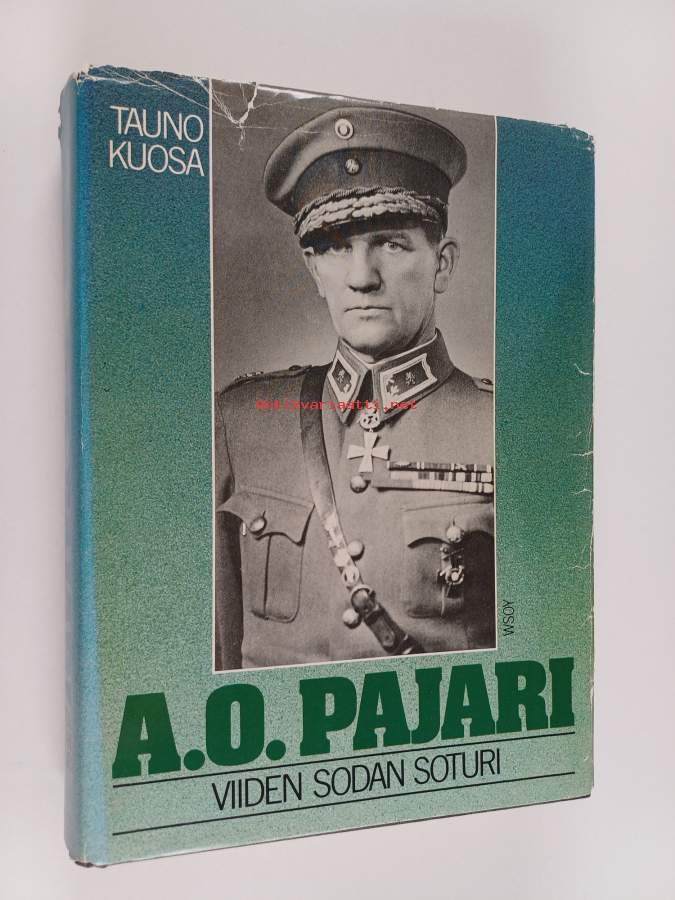 TAUNO
KUOSA
Antikvariaatti.net
WSOY
A.O. PAJARI
VIIDEN SODAN SOTURI